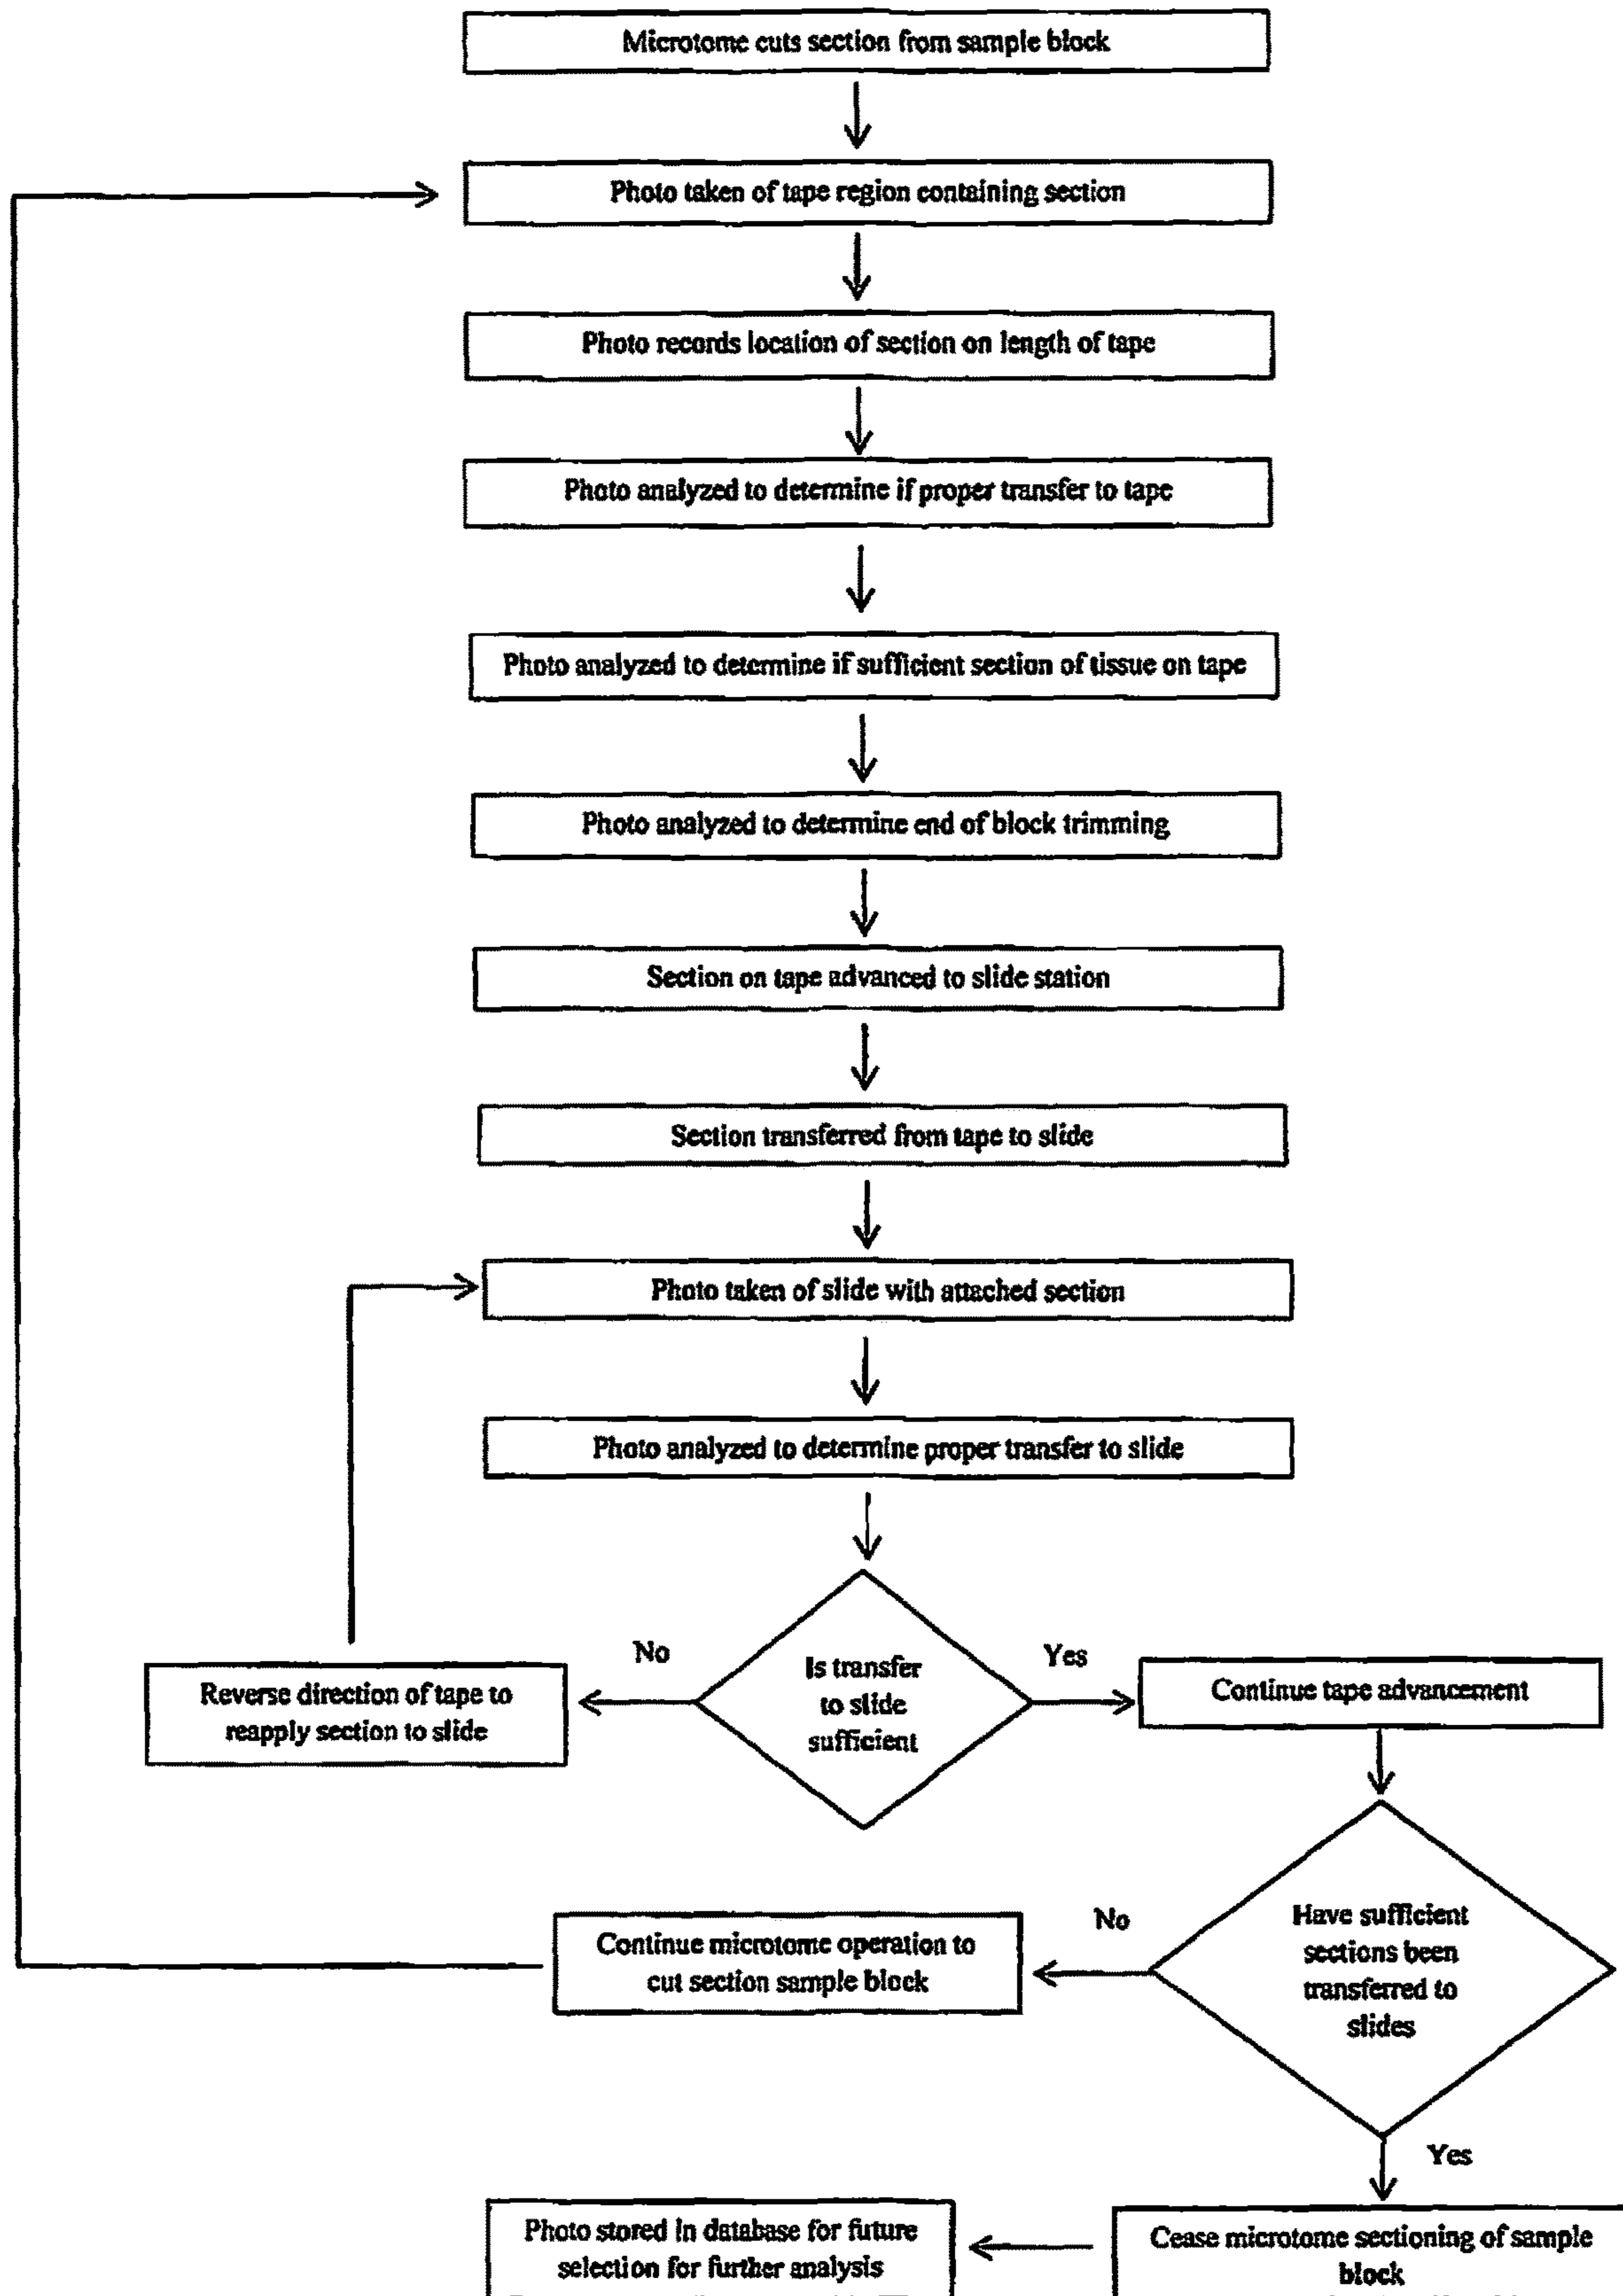 Microtome cuts section from sample block
Photo taken of tape region containing section
Photo records location of section on length of tape
Photo analyzed to determine if proper transfer to tape
Photo analyzed to determine if sufficient section of tissue on tape
Photo analyzed to determine end of block trimming
Section on tape advanced to slide station
Section transferred from tape to slide
Photo taken of slide with attached section
Photo analyzed to determine proper transfer to slide
No
Is transfer
to slide
sufficient
Yes
Reverse direction of tape to
reapply section to slide
Continue tape advancement
Continue microtome operation to
cut section sample block
No
Have sufficient
sections been
transferred to
slides
Yes
Photo stored in database for future
selection for further analysis
Cease microtome sectioning of sample
block